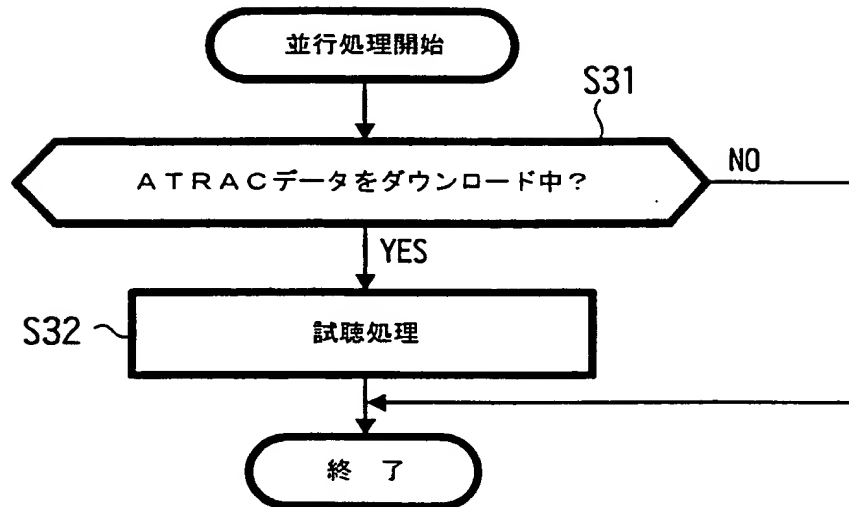 並行処理開始
S31
ATRACデータをダウンロード中?
NO
YES
S32
試聴処理
終 了